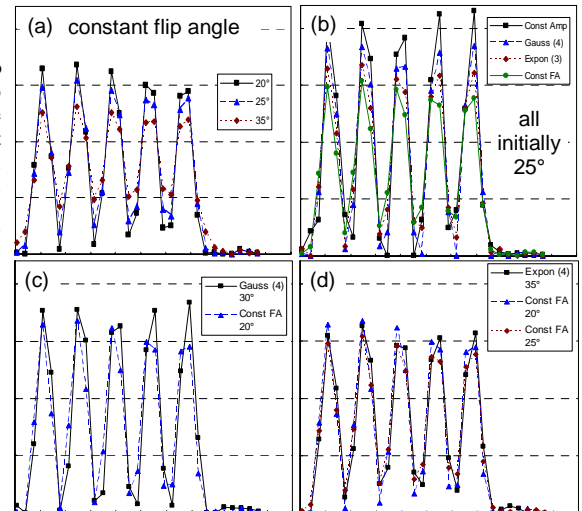 (a) constant flip angle
20°
25°
35°
(b)
Const Amp
Gauss (4)
Expon (3)
Const FA
all
initially
25°
(c)
Gauss (4)
30°
Const FA
20°
(d)
Expon (4)
35°
Const FA
20°
Const FA
25°